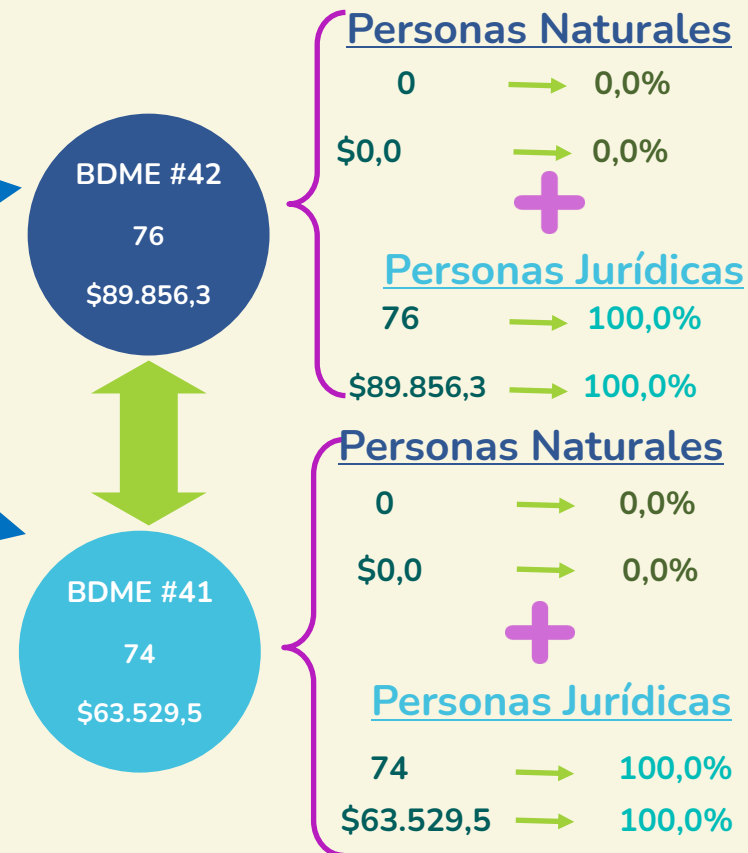 BDME #42
76
$89.856,3
Personas Naturales
0 0,0%
$0,0 0,0%
Personas Jurídicas
76 100,0%
$89.856,3 100,0%
BDME #41
74
$63.529,5
Personas Naturales
0 0,0%
$0,0 0,0%
Personas Jurídicas
74 100,0%
$63.529,5 100,0%